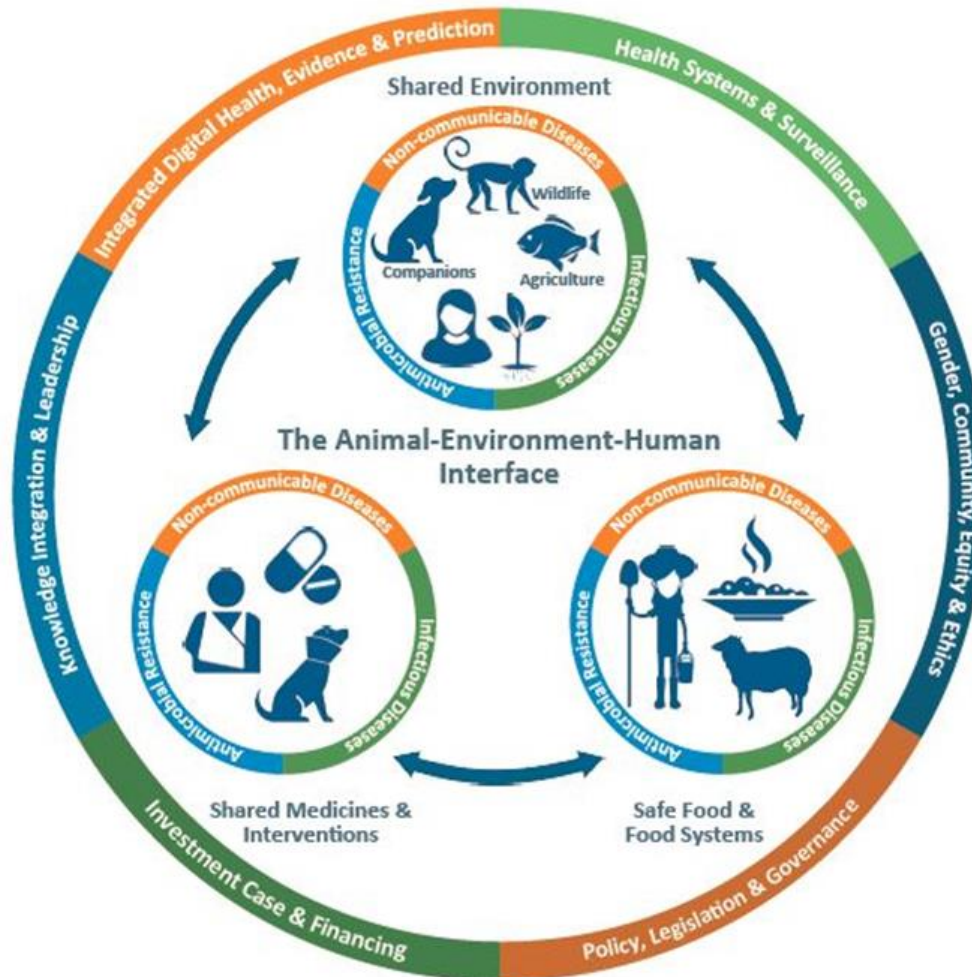 Integrated Digital Health, Evidence & Prediction
Health Systems & Surveillance
Shared Environment
Non-communicable Diseases
Wildlife
Companions
Agriculture
Antimicrobial Resistance
Infectious Diseases
Knowledge Integration & Leadership
Gender, Community, Equity & Ethics
The Animal-Environment-Human
Interface
Non-communicable Diseases
Antimicrobial Resistance
Infectious Diseases
Non-communicable Diseases
Antimicrobial Resistance
Infectious Diseases
Shared Medicines &
Interventions
Safe Food &
Food Systems
Investment Case & Financing
Policy, Legislation & Governance